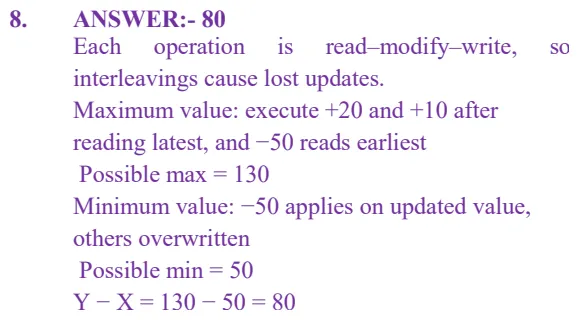 8. ANSWER:- 80
Each operation is read–modify–write, so
interleavings cause lost updates.
Maximum value: execute +20 and +10 after
reading latest, and −50 reads earliest
Possible max = 130
Minimum value: −50 applies on updated value,
others overwritten
Possible min = 50
Y − X = 130 − 50 = 80